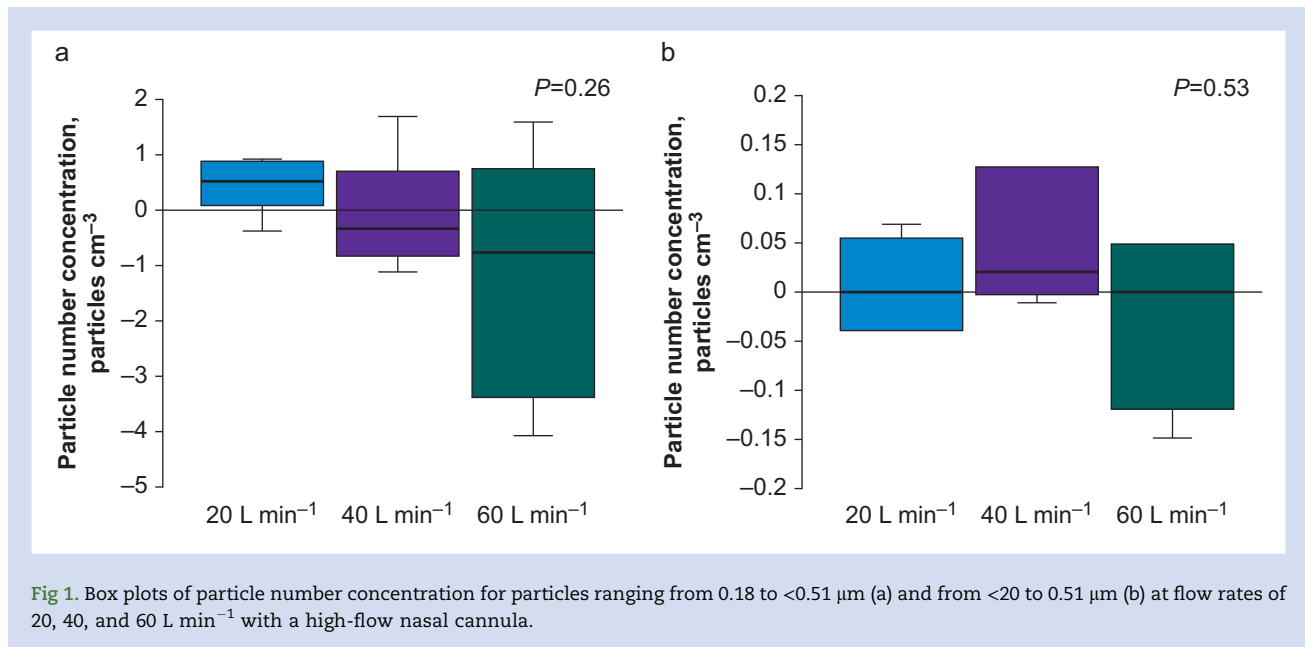 a
P=0.26
Particle number concentration,
particles cm⁻³
2
1
0
–1
–2
–3
–4
–5
20 L min⁻¹ 40 L min⁻¹ 60 L min⁻¹
b
P=0.53
Particle number concentration,
particles cm⁻³
0.2
0.15
0.1
0.05
0
–0.05
–0.1
–0.15
–0.2
20 L min⁻¹ 40 L min⁻¹ 60 L min⁻¹
Fig 1. Box plots of particle number concentration for particles ranging from 0.18 to <0.51 μm (a) and from <20 to 0.51 μm (b) at flow rates of
20, 40, and 60 L min⁻¹ with a high-flow nasal cannula.